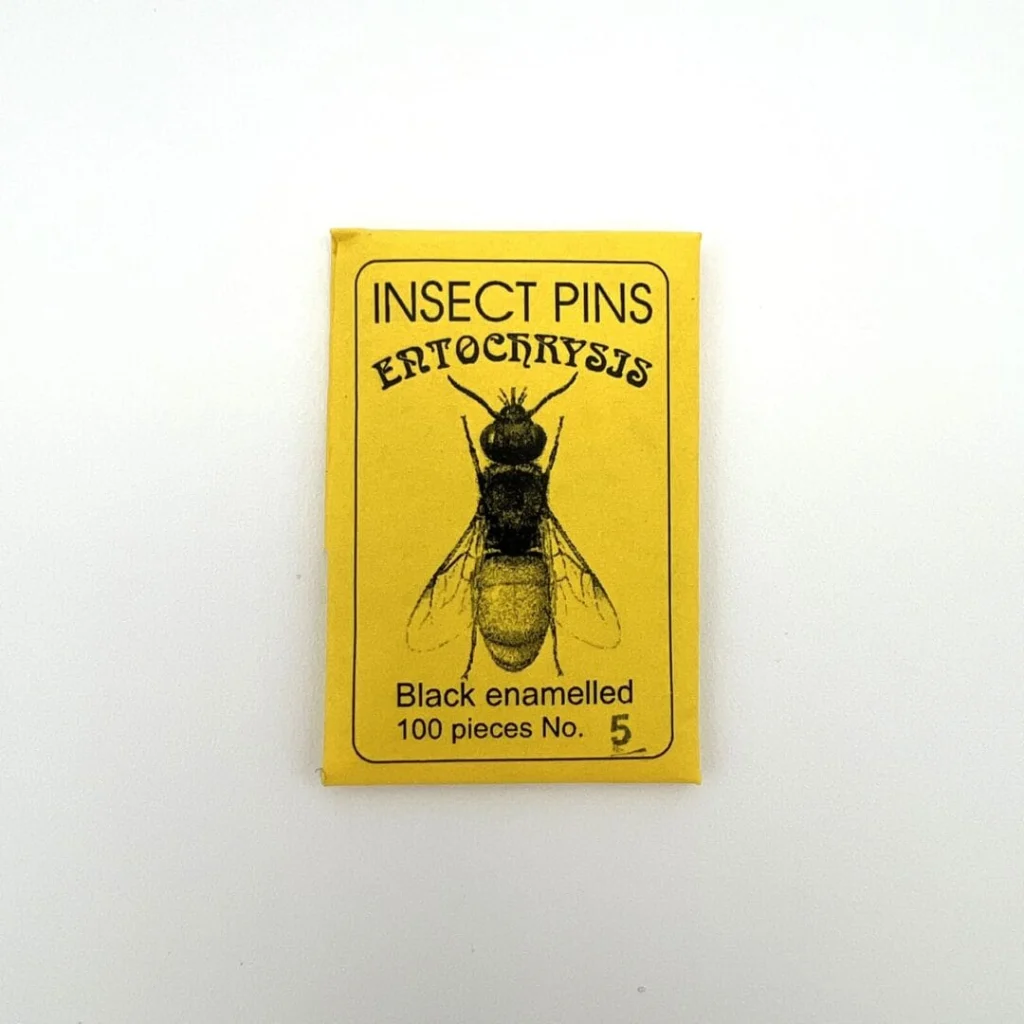 INSECT PINS
ENTOCHRYSIS
Black enamelled
100 pieces No. 5